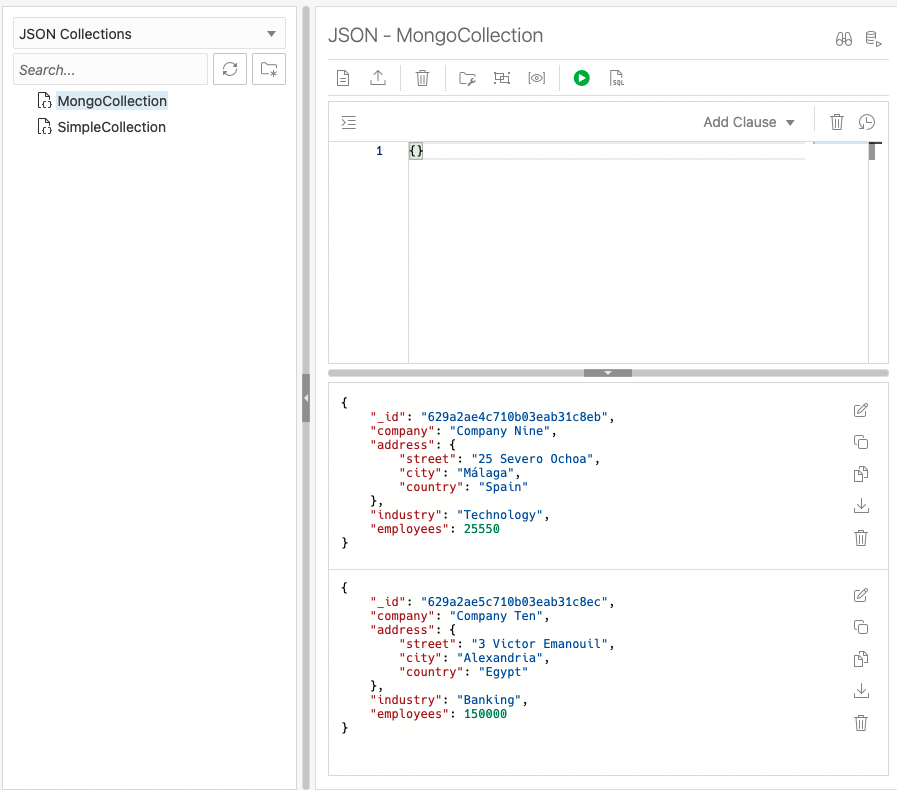 JSON Collections
Search...
MongoCollection
SimpleCollection
JSON - MongoCollection
SQL
Add Clause
1 {}
{
"_id": "629a2ae4c710b03eab31c8eb",
"company": "Company Nine",
"address": {
"street": "25 Severo Ochoa",
"city": "Málaga",
"country": "Spain"
},
"industry": "Technology",
"employees": 25550
}
{
"_id": "629a2ae5c710b03eab31c8ec",
"company": "Company Ten",
"address": {
"street": "3 Victor Emanouil",
"city": "Alexandria",
"country": "Egypt"
},
"industry": "Banking",
"employees": 150000
}